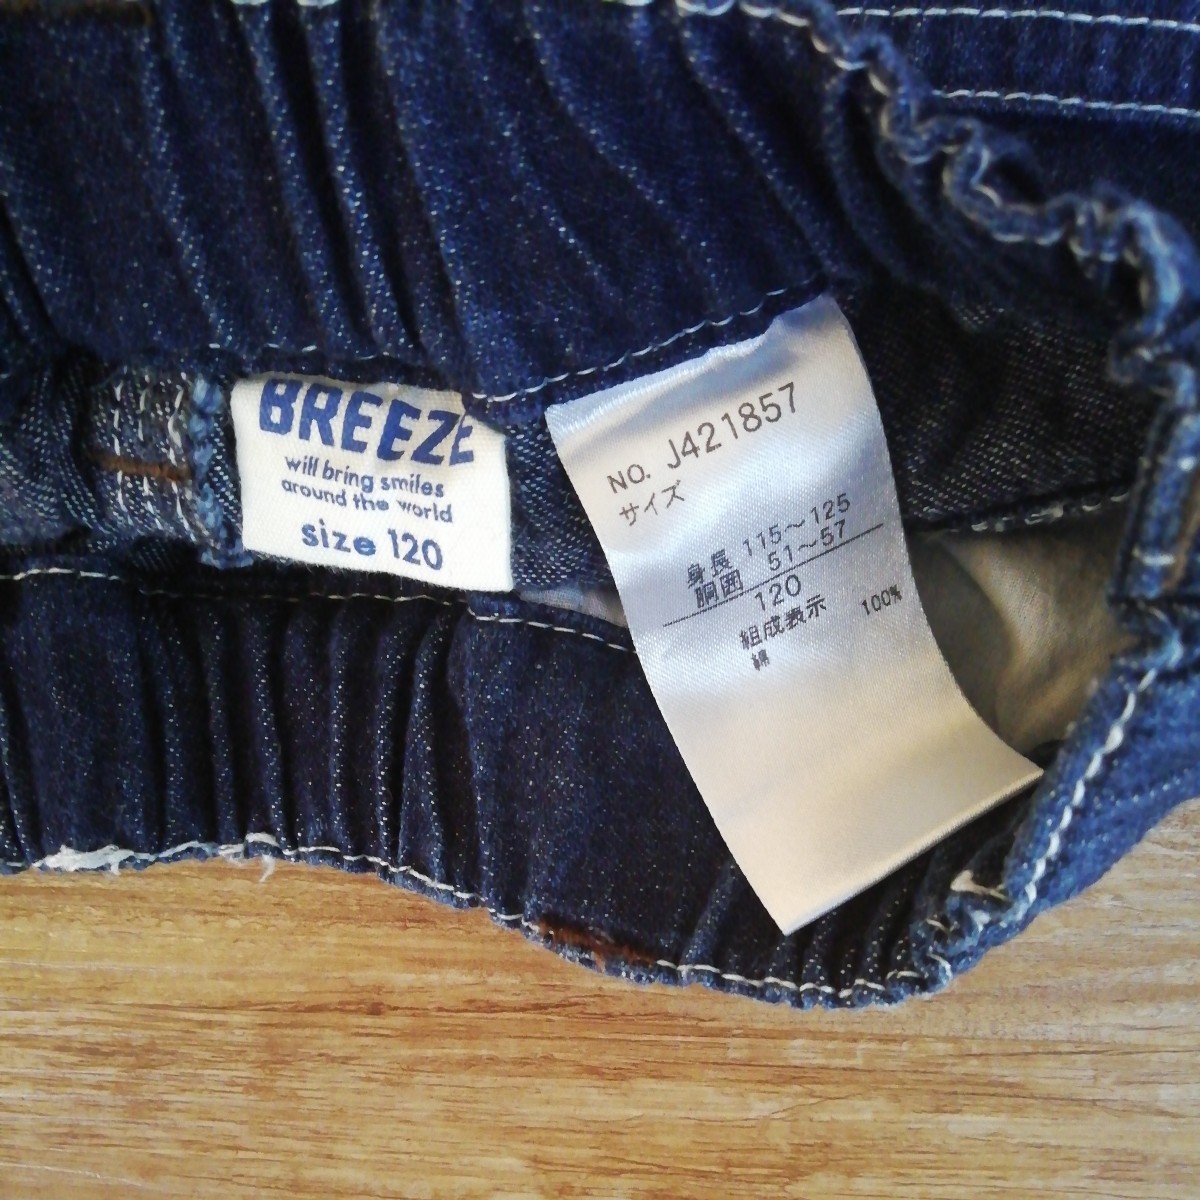 BREEZE
will bring smiles
around the world
size 120
NO. J421857
サイズ
身長 115～125
胴囲 51～57
120
組成表示
綿 100%